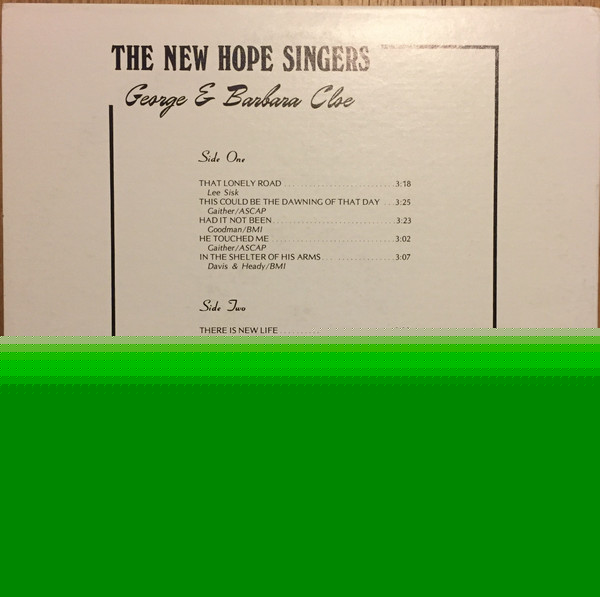 THE NEW HOPE SINGERS
George & Barbara Cloe
Side One
THAT LONELY ROAD ............................ 3:18
Lee Sisk
THIS COULD BE THE DAWNING OF THAT DAY ... 3:25
Gaither/ASCAP
HAD IT NOT BEEN ............................... 3:23
Goodman/BMI
HE TOUCHED ME ............................... 3:02
Gaither/ASCAP
IN THE SHELTER OF HIS ARMS .................. 3:07
Davis & Heady/BMI
Side Two
THERE IS NEW LIFE ..........